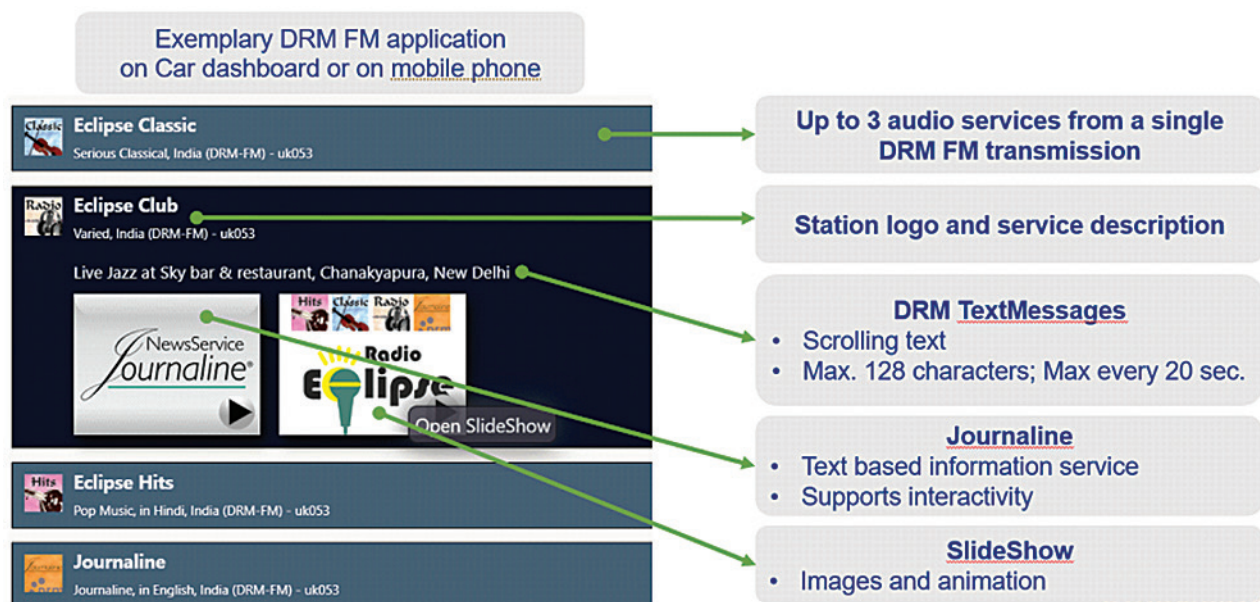 Exemplary DRM FM application
on Car dashboard or on mobile phone
Classic
Eclipse Classic
Serious Classical, India (DRM-FM) - uk053
Radio
Eclipse Club
Varied, India (DRM-FM) - uk053
Live Jazz at Sky bar & restaurant, Chanakyapura, New Delhi
NewsService
Journaline®
Hits Classic Radio
Radio
Eclipse
Open SlideShow
Hits
Eclipse Hits
Pop Music, in Hindi, India (DRM-FM) - uk053
Journaline
Journaline, in English, India (DRM-FM) - uk053
Up to 3 audio services from a single
DRM FM transmission
Station logo and service description
DRM TextMessages
• Scrolling text
• Max. 128 characters; Max every 20 sec.
Journaline
• Text based information service
• Supports interactivity
SlideShow
• Images and animation